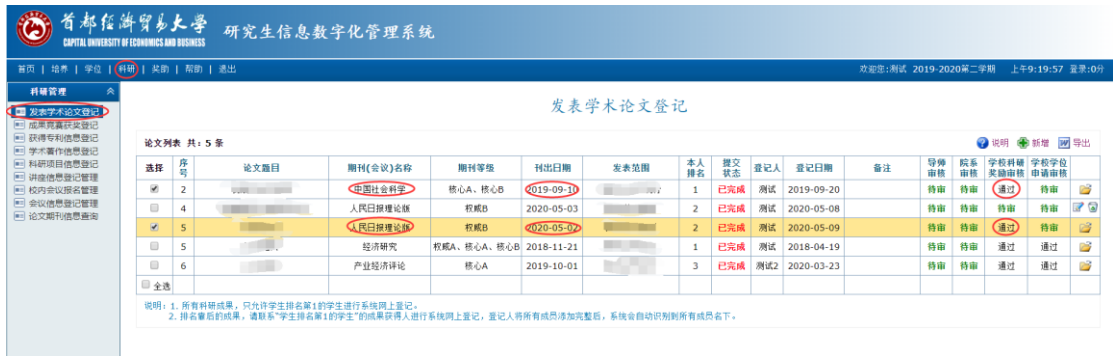 首都经济贸易大学 研究生信息数字化管理系统
CAPITAL UNIVERSITY OF ECONOMICS AND BUSINESS
首页 | 培养 | 学位 | 科研 | 奖助 | 帮助 | 退出 欢迎您:测试 2019-2020第二学期 上午9:19:57 登录:0分
科研管理
发表学术论文登记
成果竞赛获奖登记
获得专利信息登记
学术著作信息登记
科研项目信息登记
讲座信息登记管理
校内会议报名管理
会议信息登记管理
论文期刊信息查询
发表学术论文登记
论文列表 共: 5 条 说明 新增 导出
选择 序号 论文题目 期刊(会议)名称 期刊等级 刊出日期 发表范围 本人排名 提交状态 登记人 登记日期 备注 导师审核 院系审核 学校科研奖励审核 学校学位申请审核
2 中国社会科学 核心A、核心B 2019-09-10 1 已完成 测试 2019-09-20 待审 待审 通过 待审
4 人民日报理论版 权威B 2020-05-03 2 已完成 测试 2020-05-08 待审 待审 待审 待审
5 人民日报理论版 权威B 2020-05-02 2 已完成 测试 2020-05-09 待审 待审 通过 待审
5 经济研究 权威A、核心A、核心B 2018-11-21 1 已完成 测试 2018-04-19 待审 待审 通过 通过
6 产业经济评论 核心A 2019-10-01 3 已完成 测试2 2020-03-23 待审 待审 通过 通过
全选
说明: 1. 所有科研成果, 只允许学生排名第1的学生进行系统网上登记。
2. 排名靠后的成果, 请联系"学生排名第1的学生"的成果获得人进行系统网上登记, 登记人将所有成员添加完整后, 系统会自动识别到所有成员名下。